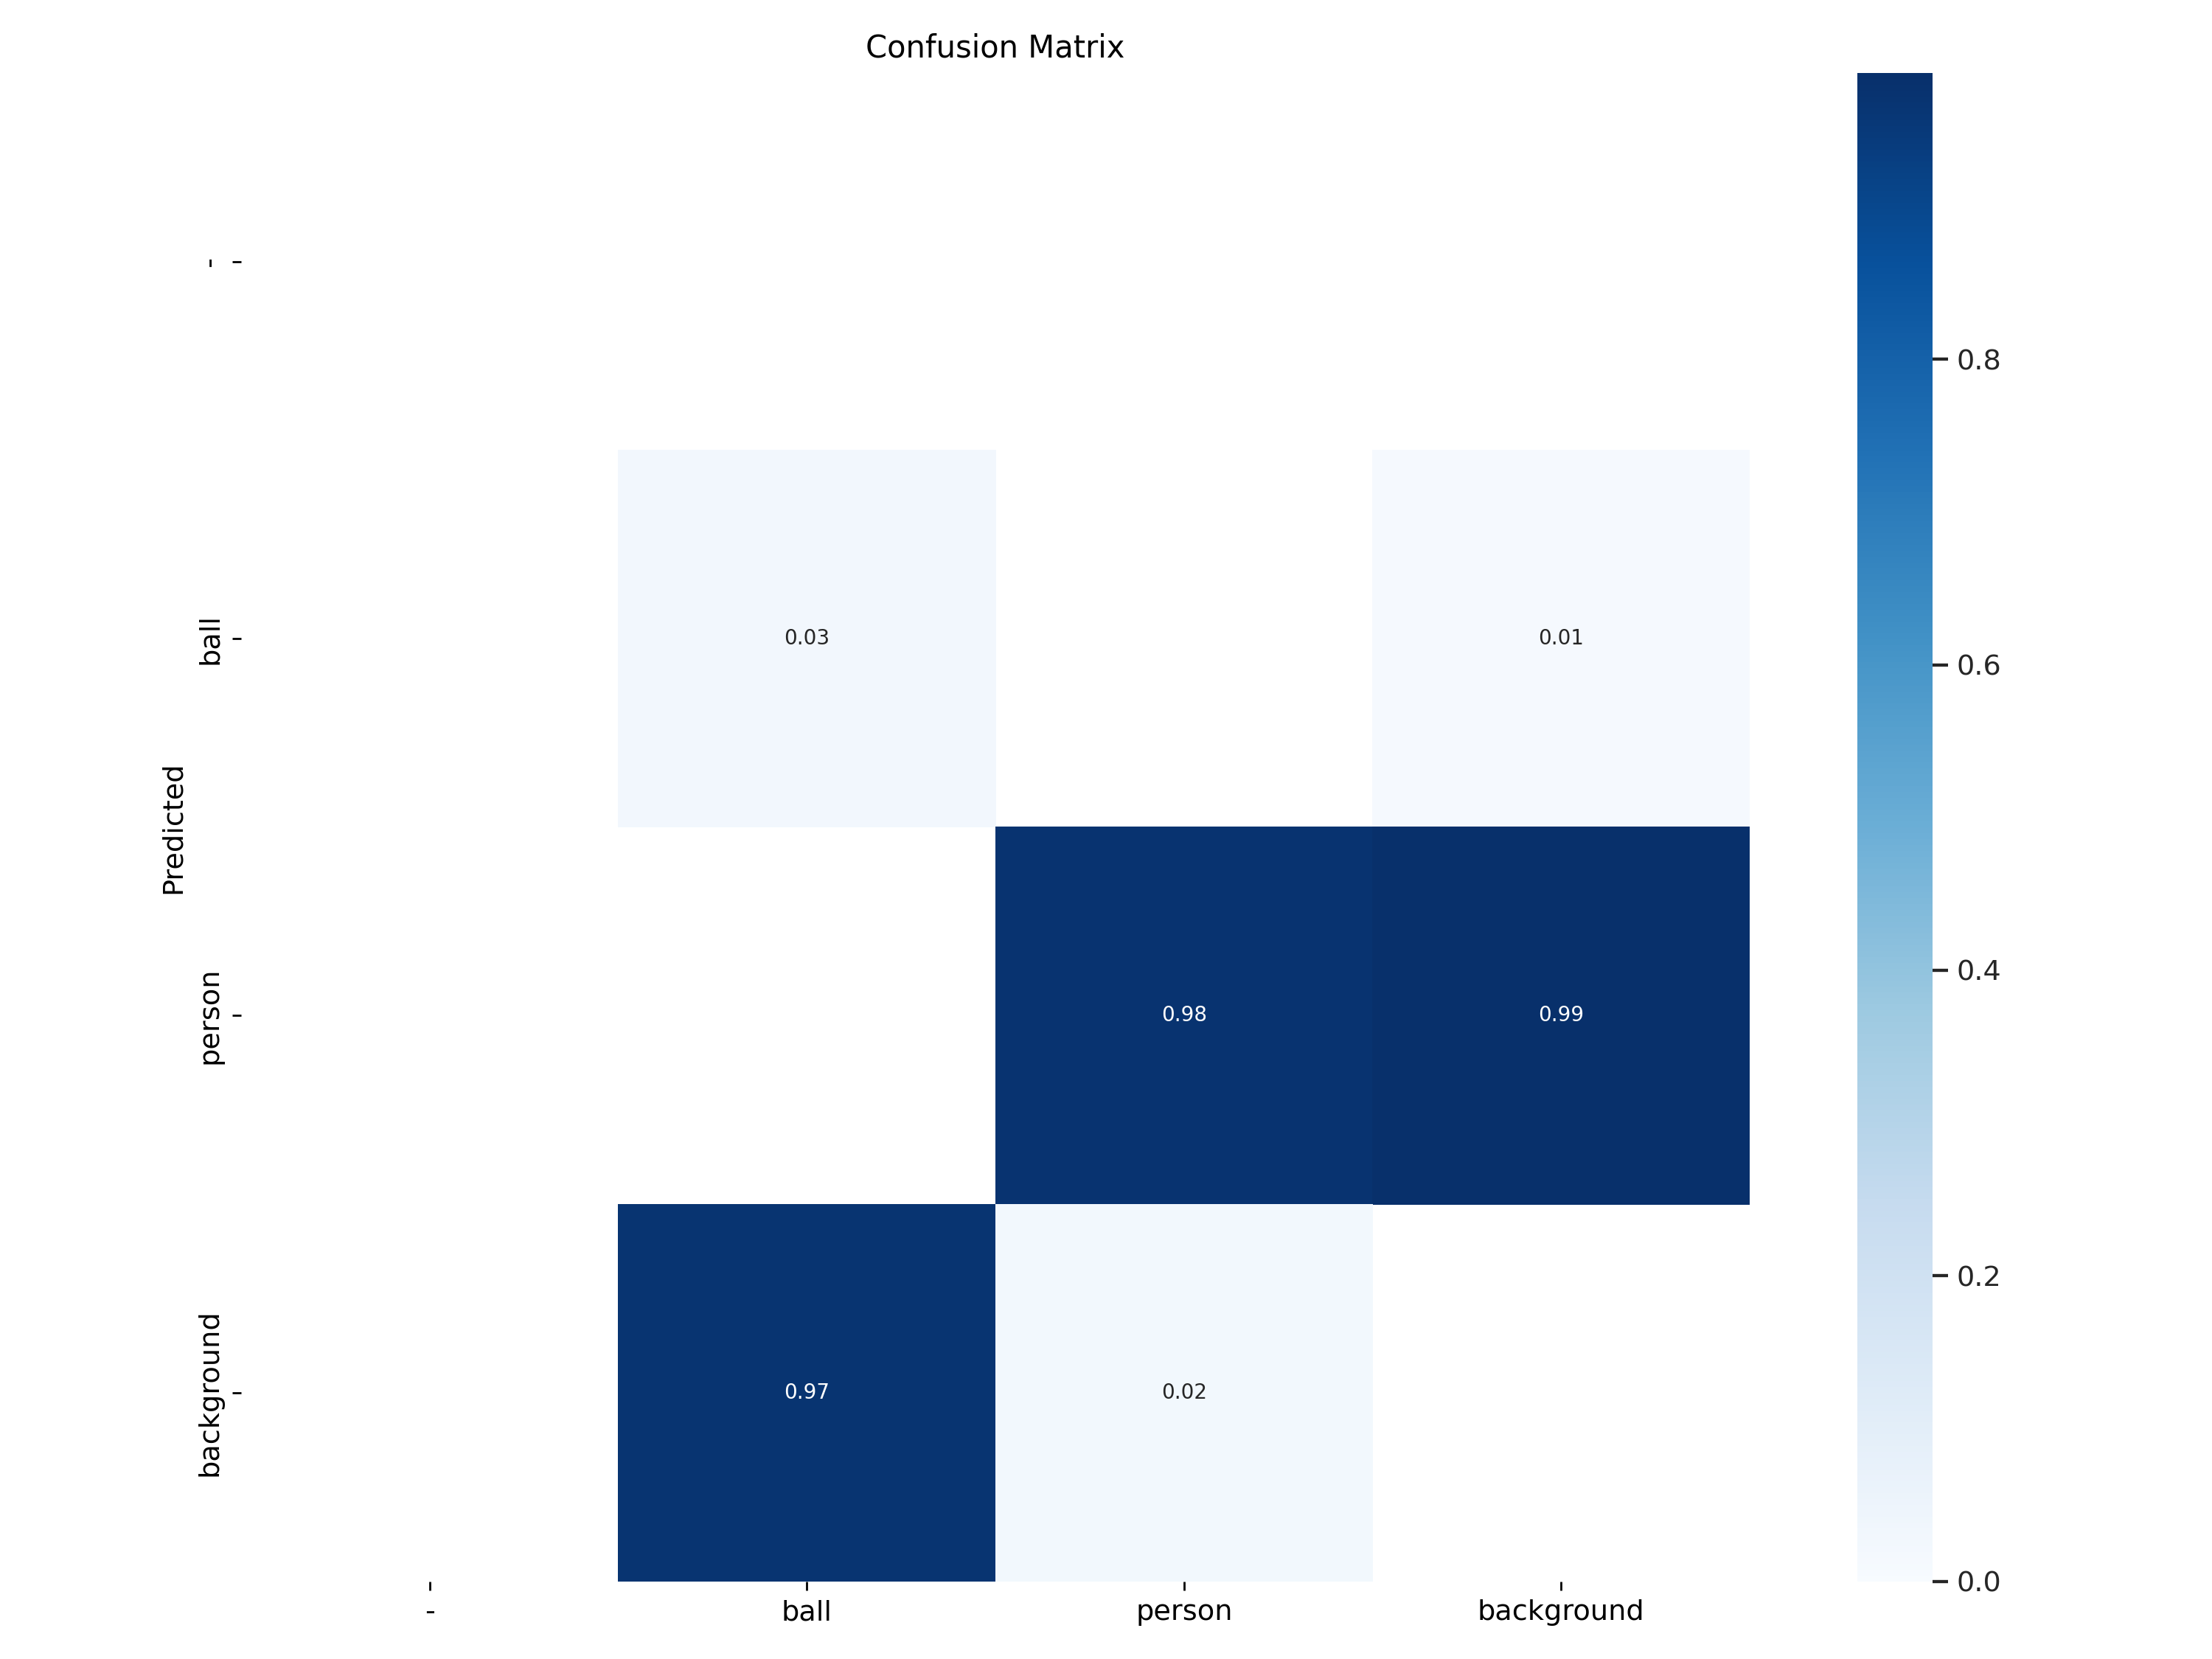 Confusion Matrix
-
ball
person
background
Predicted
0.03
0.01
0.98
0.99
0.97
0.02
-
ball
person
background
0.8
0.6
0.4
0.2
0.0